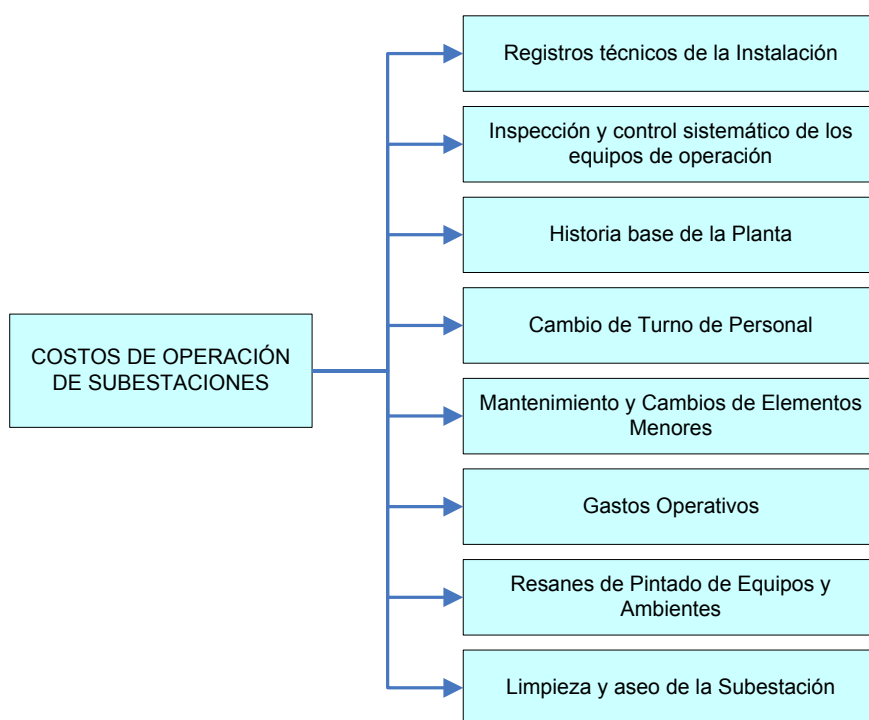 COSTOS DE OPERACIÓN
DE SUBESTACIONES
Registros técnicos de la Instalación
Inspección y control sistemático de los
equipos de operación
Historia base de la Planta
Cambio de Turno de Personal
Mantenimiento y Cambios de Elementos
Menores
Gastos Operativos
Resanes de Pintado de Equipos y
Ambientes
Limpieza y aseo de la Subestación